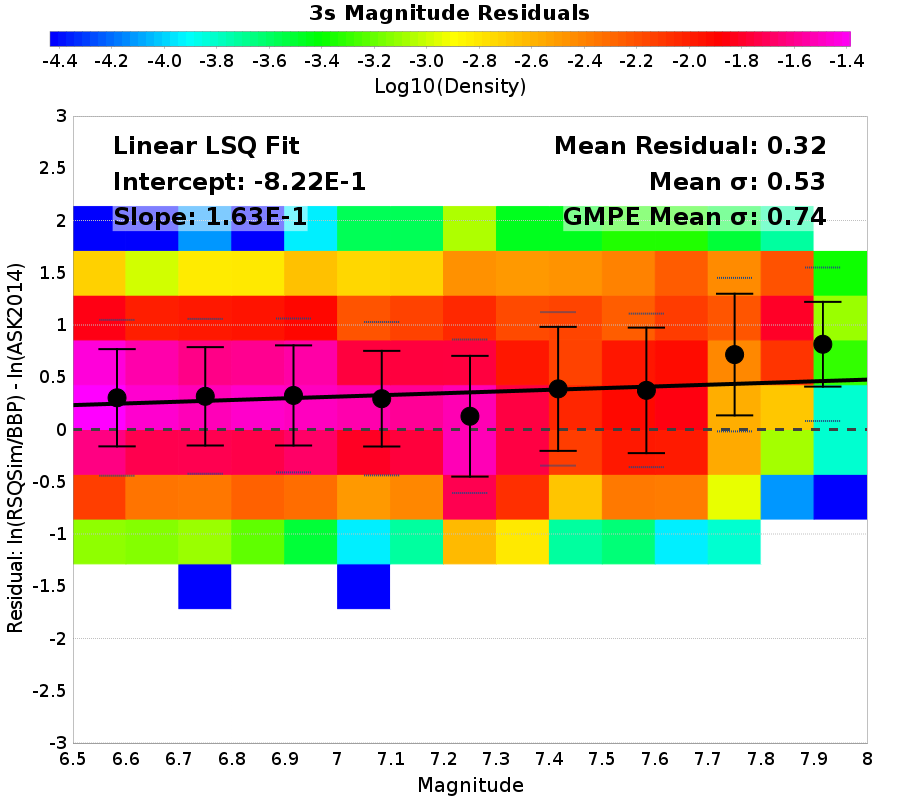 3s Magnitude Residuals
-4.4 -4.2 -4.0 -3.8 -3.6 -3.4 -3.2 -3.0 -2.8 -2.6 -2.4 -2.2 -2.0 -1.8 -1.6 -1.4
Log10(Density)
Residual: ln(RSQSim/BBP) - ln(ASK2014)
3
2.5
2
1.5
1
0.5
0
-0.5
-1
-1.5
-2
-2.5
-3
Linear LSQ Fit
Intercept: -8.22E-1
Slope: 1.63E-1
Mean Residual: 0.32
Mean σ: 0.53
GMPE Mean σ: 0.74
6.5 6.6 6.7 6.8 6.9 7 7.1 7.2 7.3 7.4 7.5 7.6 7.7 7.8 7.9 8
Magnitude